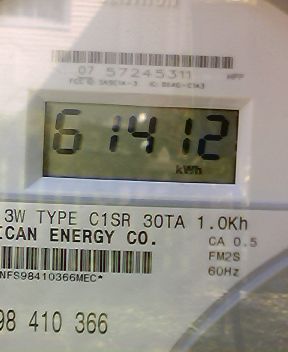 07 57245311
61412
kWh
3W TYPE C1SR 30TA 1.0Kh
ICAN ENERGY CO.
CA 0.5
FM2S
60Hz
NFS98410366MEC*
98 410 366